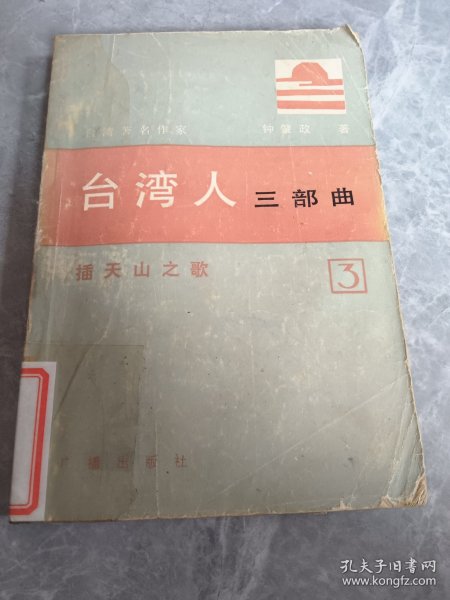 台湾著名作家 钟肇政 著
台湾人 三部曲
插天山之歌 3
广播出版社
孔夫子旧书网
www.kongfz.com